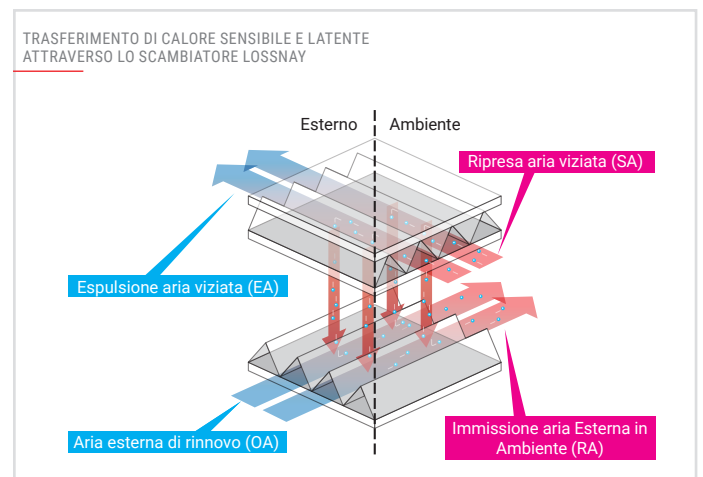 TRASFERIMENTO DI CALORE SENSIBILE E LATENTE
ATTRAVERSO LO SCAMBIATORE LOSSNAY
Esterno
Ambiente
Ripresa aria viziata (SA)
Espulsione aria viziata (EA)
Aria esterna di rinnovo (OA)
Immissione aria Esterna in
Ambiente (RA)